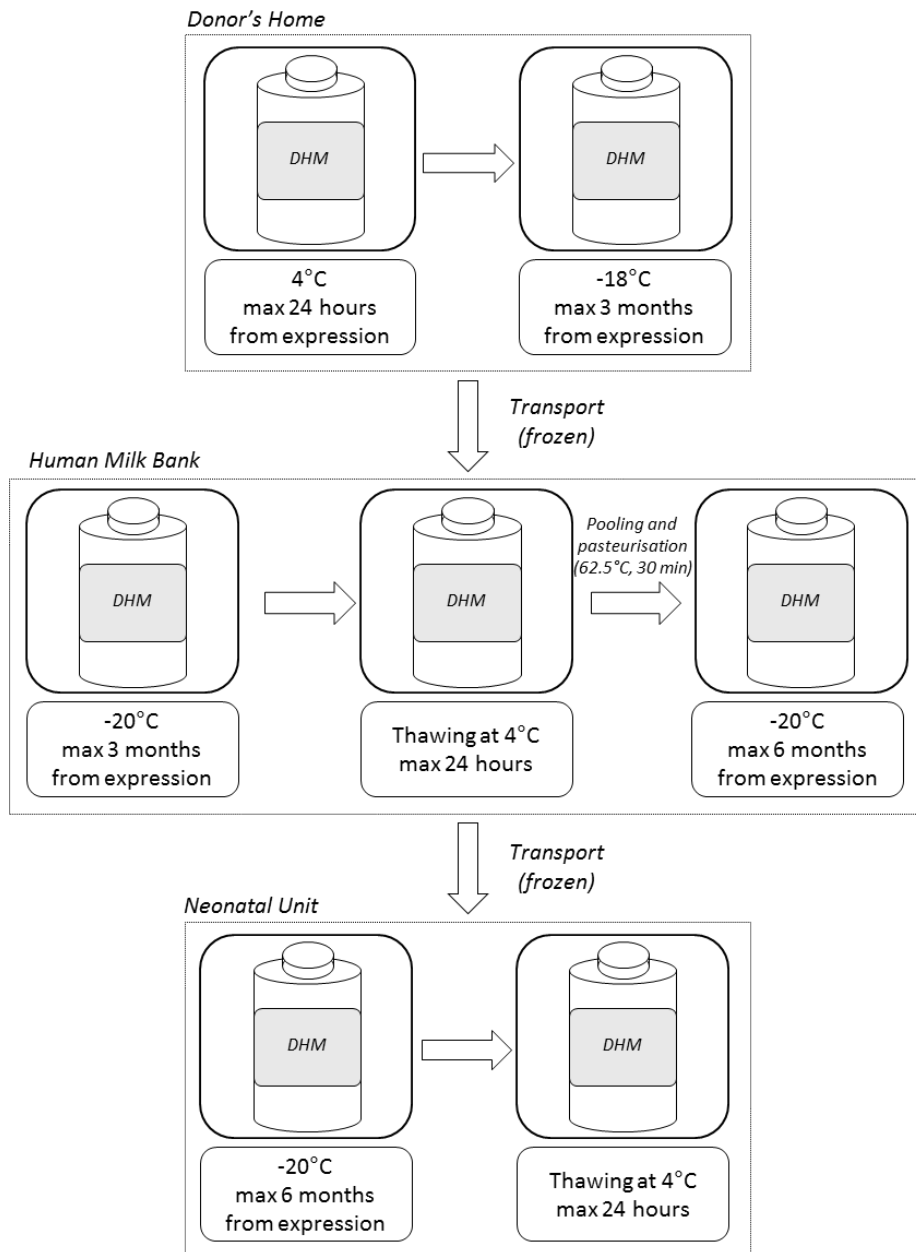 Donor's Home
DHM
DHM
4°C
max 24 hours
from expression
-18°C
max 3 months
from expression
Transport
(frozen)
Human Milk Bank
DHM
DHM
Pooling and
pasteurisation
(62.5°C, 30 min)
DHM
-20°C
max 3 months
from expression
Thawing at 4°C
max 24 hours
-20°C
max 6 months
from expression
Transport
(frozen)
Neonatal Unit
DHM
DHM
-20°C
max 6 months
from expression
Thawing at 4°C
max 24 hours